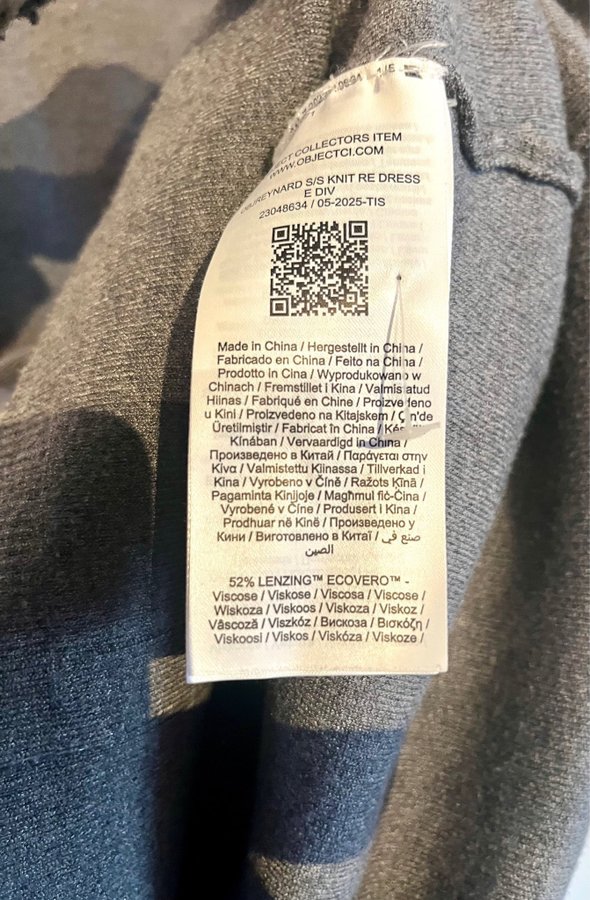 1/5
COLLECTORS ITEM
WWW.OBJECTCI.COM
S/S KNIT RE DRESS
E DIV
23048634 / 05-2025-TIS
Made in China / Hergestellt in China /
Fabricado en China / Feito na China /
Prodotto in Cina / Wyprodukowano w
Chinach / Fremstillet i Kina / Valmistatud
Hiinas / Fabriqué en Chine / Proizvedeno
u Kini / Proizvedeno na Kitajskem / Çin'de
Üretilmiştir / Fabricat în China /
Kínában / Vervaardigd in China /
Произведено в Китай / Παράγεται στην
Κίνα / Valmistettu Kiinassa / Tillverkad i
Kina / Vyrobeno v Číně / Ražots Ķīnā /
Pagaminta Kinijoje / Magħmul fiċ-Ċina /
Vyrobené v Číne / Produsert i Kina /
Prodhuar në Kinë / Произведено у
Кини / Виготовлено в Китаї / صنع في
الصين
52% LENZING™ ECOVERO™ -
Viscose / Viskose / Viscosa / Viscose /
Wiskoza / Viskoos / Viskoza / Viskoz /
Vâscoză / Viszkóz / Вискоза / Βισκόζη /
Viskoosi / Viskos / Viskóza / Viskoze /